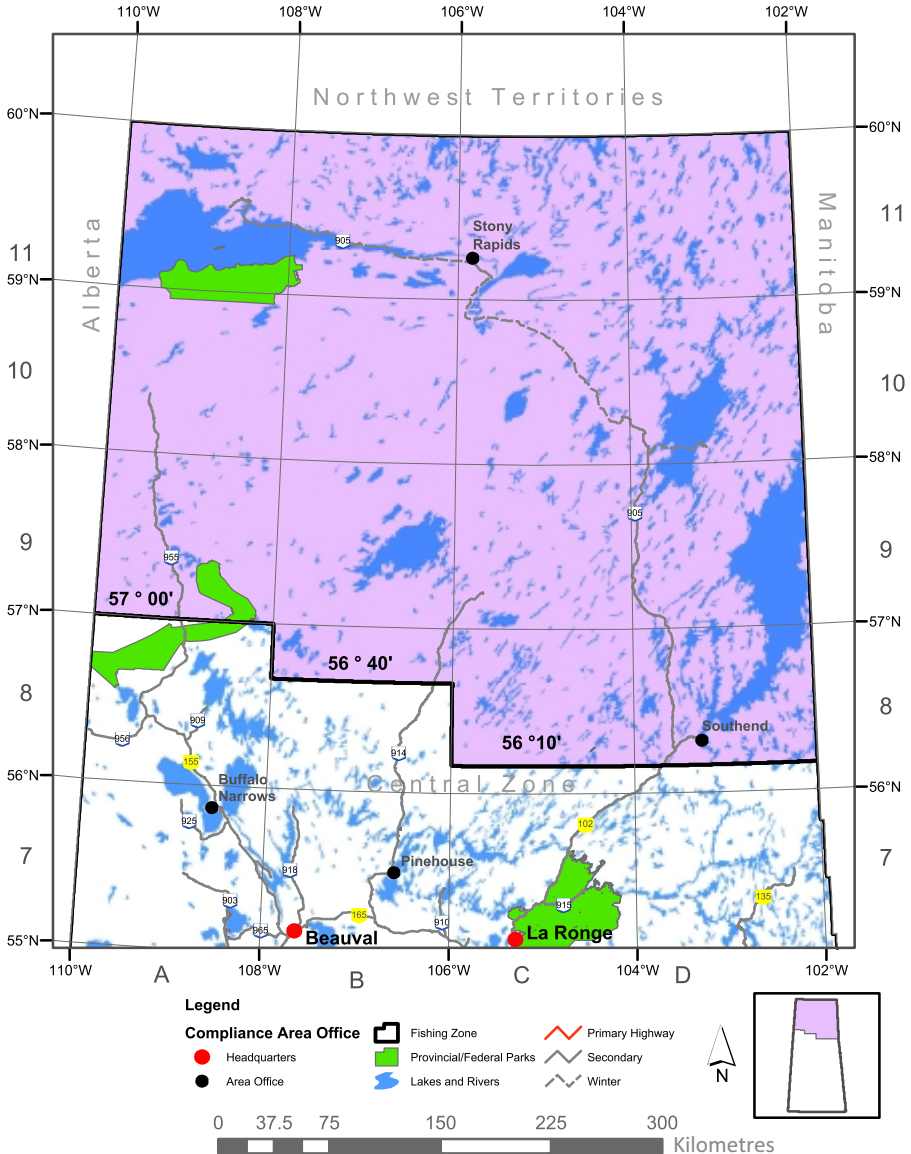 110°W
108°W
106°W
104°W
102°W
Northwest Territories
60°N
60°N
Alberta
Manitoba
11
11
Stony
Rapids
905
59°N
59°N
10
10
58°N
58°N
905
9
9
955
57 ° 00'
57°N
57°N
56 ° 40'
8
8
909
956
Southend
56 °10'
914
155
56°N
Central Zone
56°N
Buffalo
Narrows
925
102
7
7
Pinehouse
918
135
903
915
165
910
965
Beauval
La Ronge
55°N
55°N
110°W
108°W
106°W
104°W
102°W
A
B
C
D
Legend
Compliance Area Office
Headquarters
Area Office
Fishing Zone
Provincial/Federal Parks
Lakes and Rivers
Primary Highway
Secondary
Winter
N
0
37.5
75
150
225
300
Kilometres